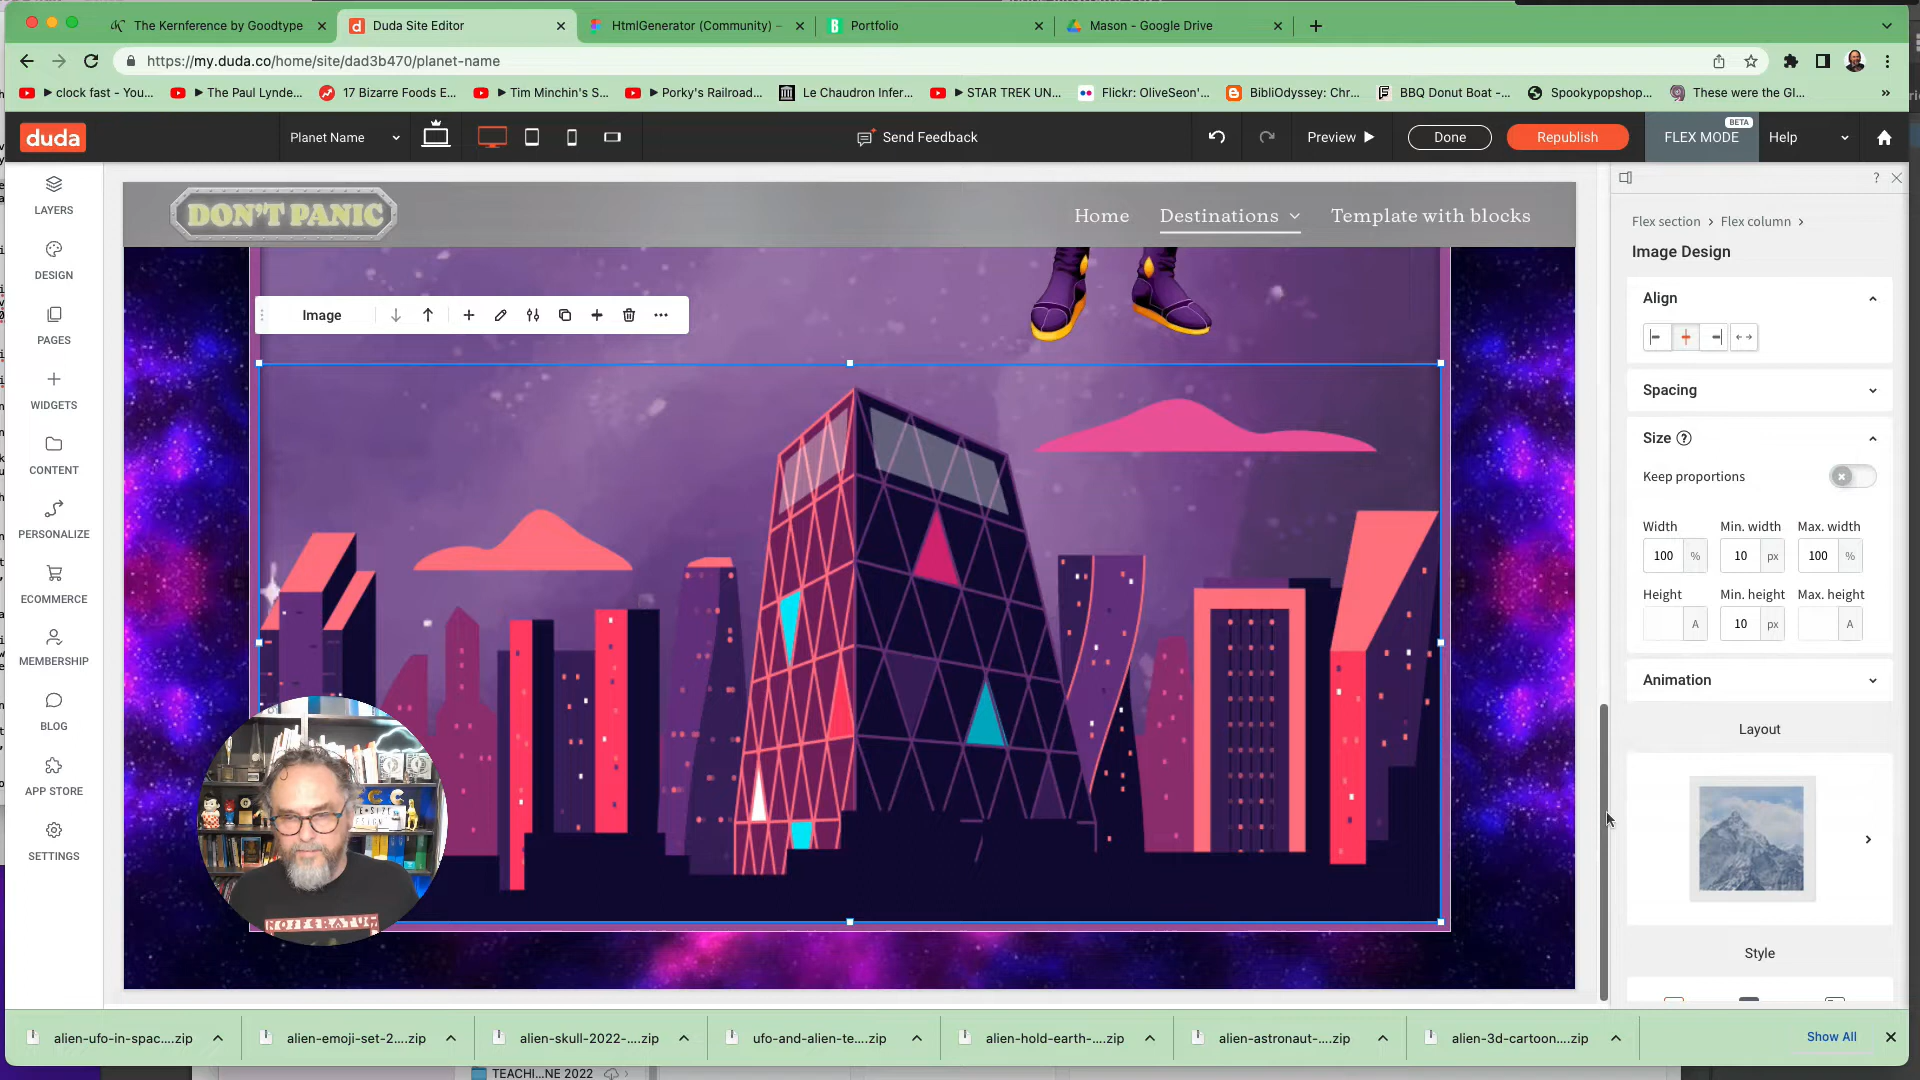 The Kernference by Goodtype
Duda Site Editor
HtmlGenerator (Community) –
Portfolio
Mason - Google Drive
https://my.duda.co/home/site/dad3b470/planet-name
clock fast - You...
The Paul Lynde...
17 Bizarre Foods E...
Tim Minchin's S...
Porky's Railroad...
Le Chaudron Infer...
STAR TREK UN...
Flickr: OliveSeon'...
BibliOdyssey: Chr...
BBQ Donut Boat -...
Spookypopshop...
These were the Gl...
duda
Planet Name
Send Feedback
Preview
Done
Republish
FLEX MODE
BETA
Help
LAYERS
DESIGN
PAGES
WIDGETS
CONTENT
PERSONALIZE
ECOMMERCE
MEMBERSHIP
BLOG
APP STORE
SETTINGS
DON'T PANIC
Home
Destinations
Template with blocks
Image
NOSFERATU
Flex section > Flex column >
Image Design
Align
Spacing
Size ?
Keep proportions
Width Min. width Max. width
100 % 10 px 100 %
Height Min. height Max. height
A 10 px A
Animation
Layout
Style
alien-ufo-in-spac....zip
alien-emoji-set-2....zip
alien-skull-2022-....zip
ufo-and-alien-te....zip
alien-hold-earth-....zip
alien-astronaut-....zip
alien-3d-cartoon....zip
Show All
TEACHI...NE 2022